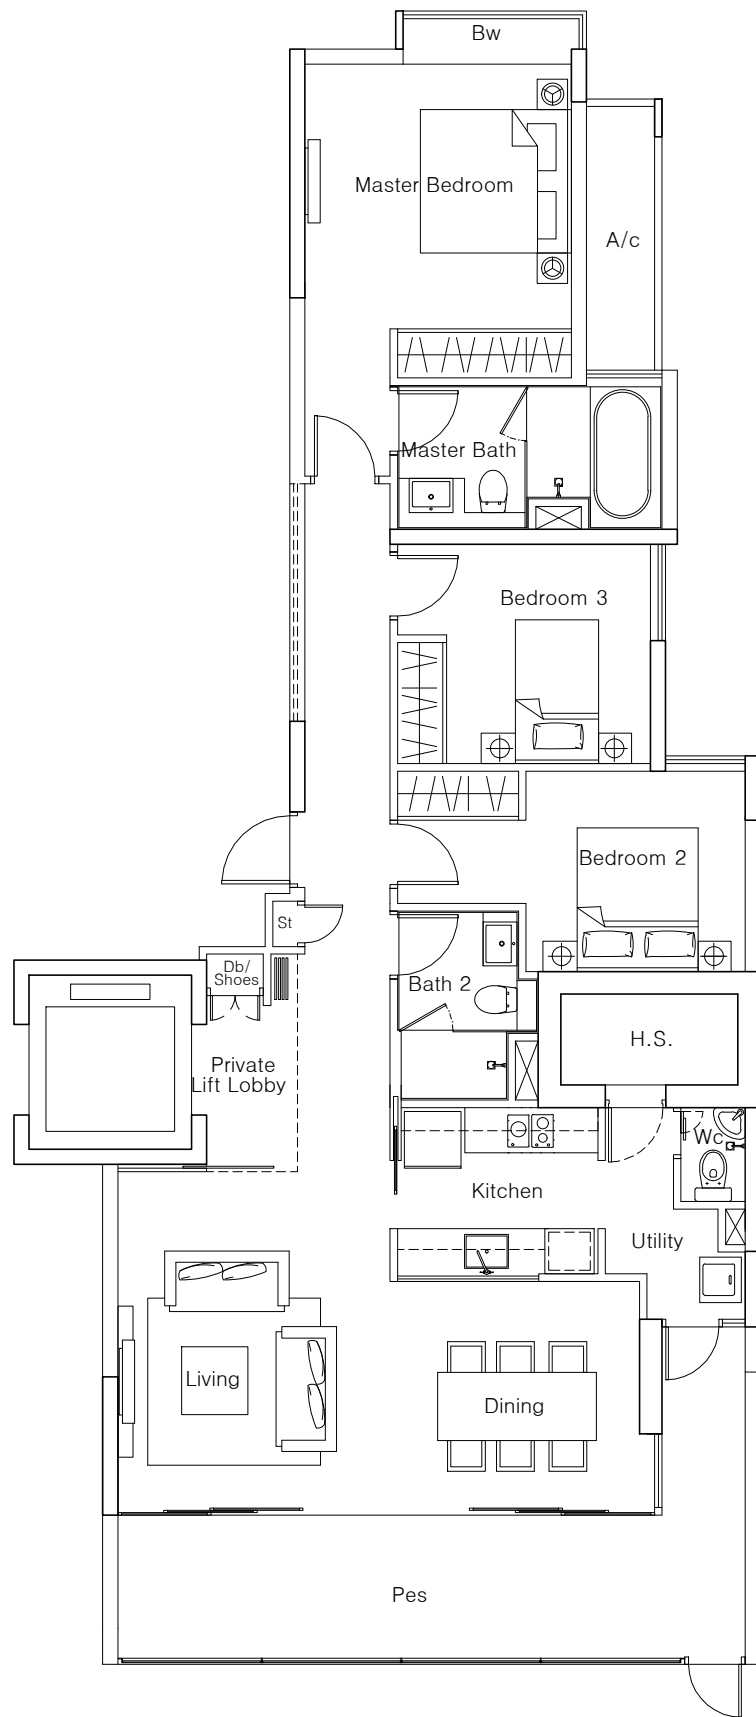 Bw
Master Bedroom
A/c
Master Bath
Bedroom 3
Bedroom 2
St
Db/
Shoes
Bath 2
H.S.
Private
Lift Lobby
Wc
Kitchen
Utility
Living
Dining
Pes